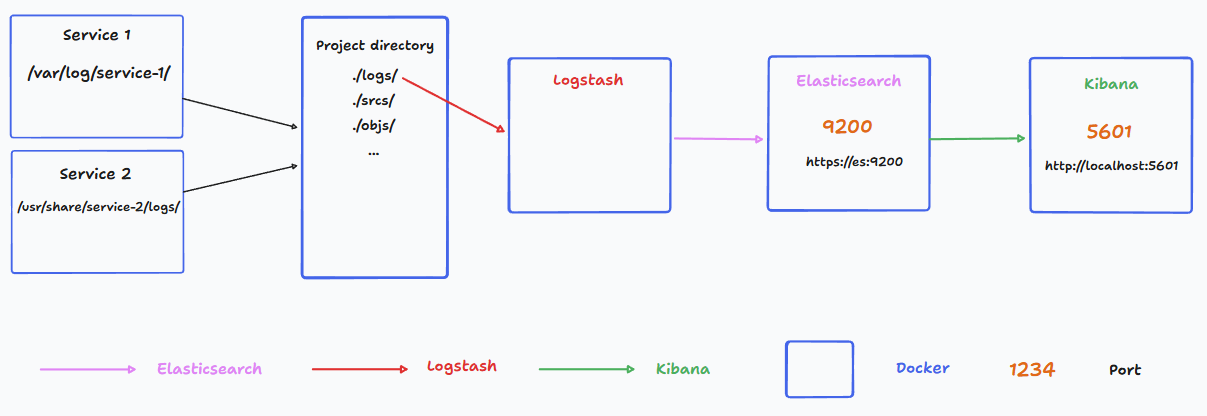 Service 1
/var/log/service-1/
Service 2
/usr/share/service-2/logs/
Project directory
./logs/
./srcs/
./objs/
...
Logstash
Elasticsearch
9200
https://es:9200
Kibana
5601
http://localhost:5601
Elasticsearch
Logstash
Kibana
Docker
1234
Port